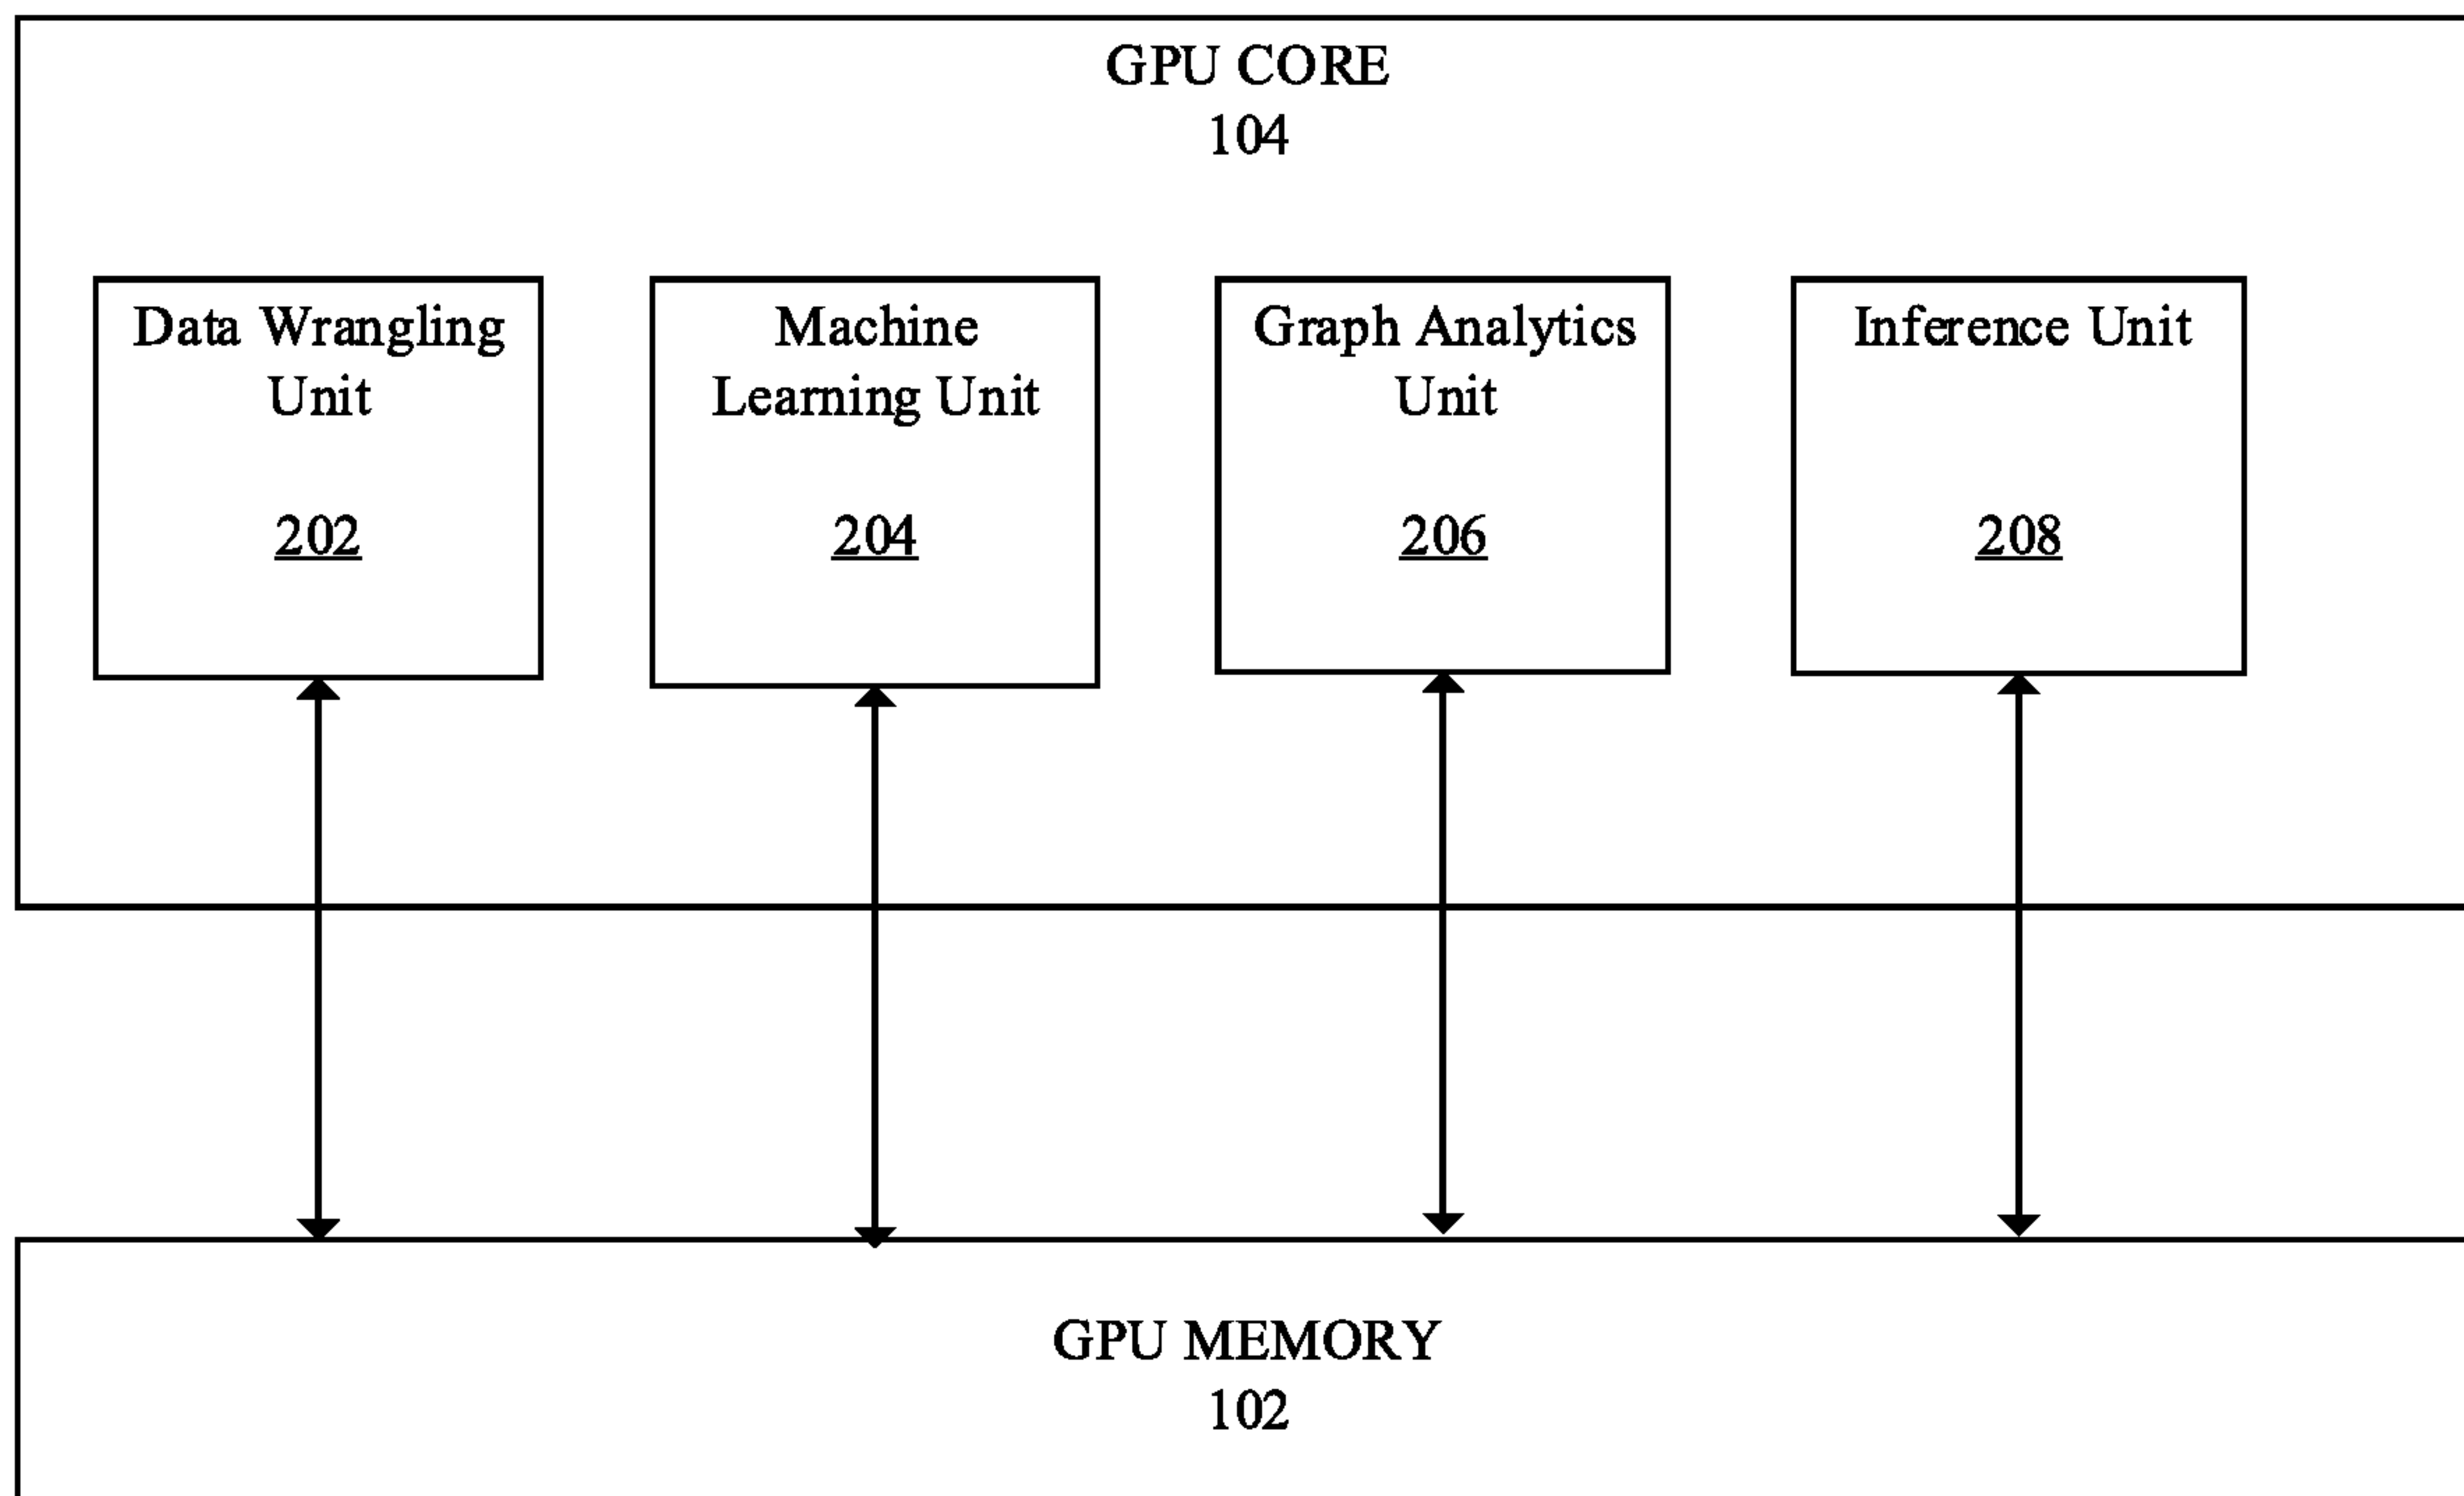 GPU CORE
104
Data Wrangling
Unit
202
Machine
Learning Unit
204
Graph Analytics
Unit
206
Inference Unit
208
GPU MEMORY
102